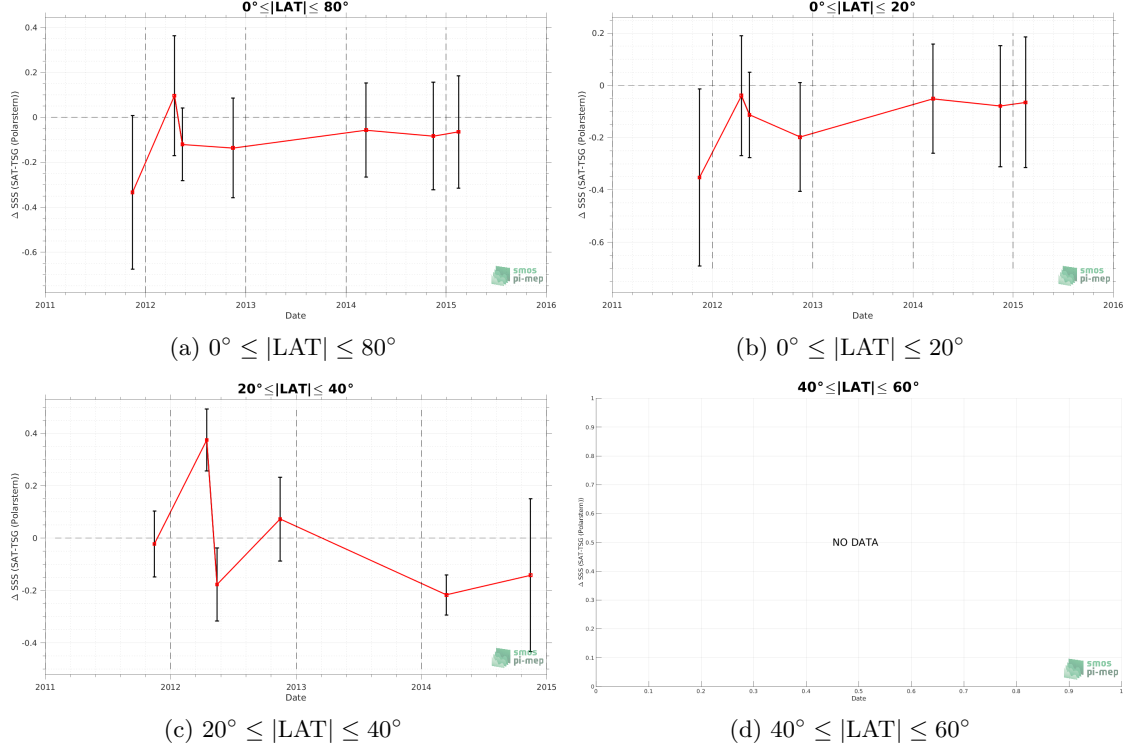 0°≤|LAT|≤ 80°
0.4
0.2
0
-0.2
-0.4
-0.6
Δ SSS (SAT-TSG (Polarstern))
2011 2012 2013 2014 2015 2016
Date
smos
pi-mep
(a) 0° ≤ |LAT| ≤ 80°
0°≤|LAT|≤ 20°
0.2
0
-0.2
-0.4
-0.6
Δ SSS (SAT-TSG (Polarstern))
2011 2012 2013 2014 2015 2016
Date
smos
pi-mep
(b) 0° ≤ |LAT| ≤ 20°
20°≤|LAT|≤ 40°
0.4
0.2
0
-0.2
-0.4
Δ SSS (SAT-TSG (Polarstern))
2011 2012 2013 2014 2015
Date
smos
pi-mep
(c) 20° ≤ |LAT| ≤ 40°
40°≤|LAT|≤ 60°
1
0.9
0.8
0.7
0.6
0.5
0.4
0.3
0.2
0.1
0
Δ SSS (SAT-TSG (Polarstern))
NO DATA
0 0.1 0.2 0.3 0.4 0.5 0.6 0.7 0.8 0.9 1
Date
smos
pi-mep
(d) 40° ≤ |LAT| ≤ 60°